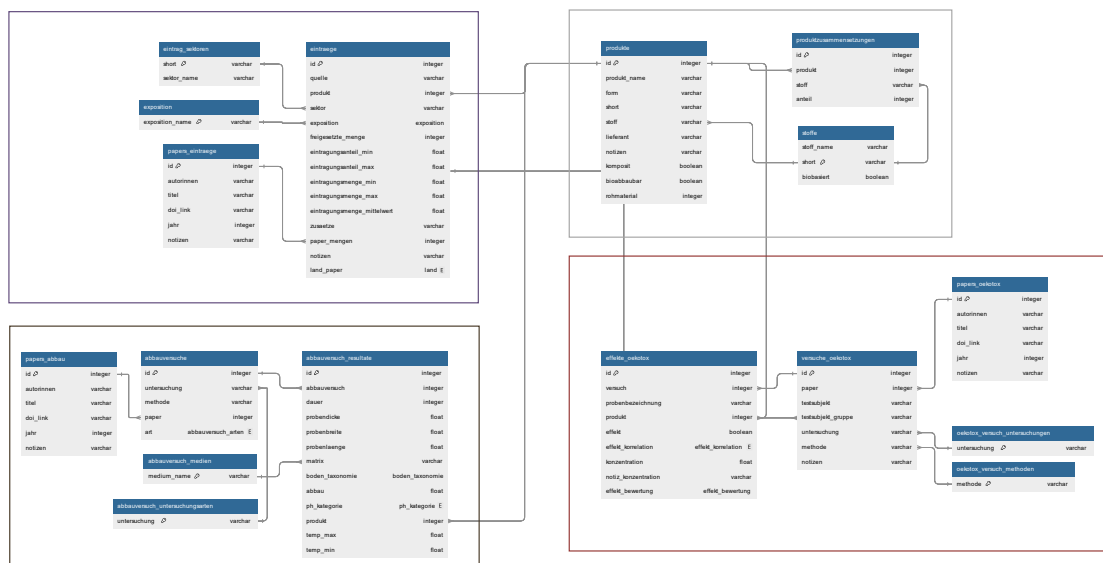 eintrag_sektoren
short varchar
sektor_name varchar
exposition
exposition_name varchar
papers_eintraege
id integer
autorinnen varchar
titel varchar
doi_link varchar
jahr integer
notizen varchar
eintraege
id integer
quelle varchar
produkt integer
sektor varchar
exposition exposition
freigesetzte_menge integer
eintragungsanteil_min float
eintragungsanteil_max float
eintragungsmenge_min float
eintragungsmenge_max float
eintragungsmenge_mittelwert float
zusaetze varchar
paper_mengen integer
notizen varchar
land_paper land E
produkte
id integer
produkt_name varchar
form varchar
short varchar
stoff varchar
lieferant varchar
notizen varchar
kompost boolean
bioabbaubar boolean
rohmaterial integer
produktzusammensetzungen
id integer
produkt integer
stoff varchar
anteil integer
stoffe
stoff_name varchar
short varchar
biobasiert boolean
papers_abbau
id integer
autorinnen varchar
titel varchar
doi_link varchar
jahr integer
notizen varchar
abbauversuche
id integer
untersuchung varchar
methode varchar
paper integer
art abbauversuch_arten E
abbauversuch_medien
medium_name varchar
abbauversuch_untersuchungsarten
untersuchung varchar
abbauversuch_resultate
id integer
abbauversuch integer
dauer integer
probendicke float
probenbreite float
probenlaenge float
matrix varchar
boden_taxonomie boden_taxonomie
abbau float
ph_kategorie ph_kategorie E
produkt integer
temp_max float
temp_min float
effekte_oekotox
id integer
versuch integer
probenbezeichnung varchar
produkt integer
effekt boolean
effekt_korrelation effekt_korrelation E
konzentration float
notiz_konzentration varchar
effekt_bewertung effekt_bewertung
versuche_oekotox
id integer
paper integer
testsubjekt varchar
testsubjekt_gruppe varchar
untersuchung varchar
methode varchar
notizen varchar
papers_oekotox
id integer
autorinnen varchar
titel varchar
doi_link varchar
jahr integer
notizen varchar
oekotox_versuch_untersuchungen
untersuchung varchar
oekotox_versuch_methoden
methode varchar